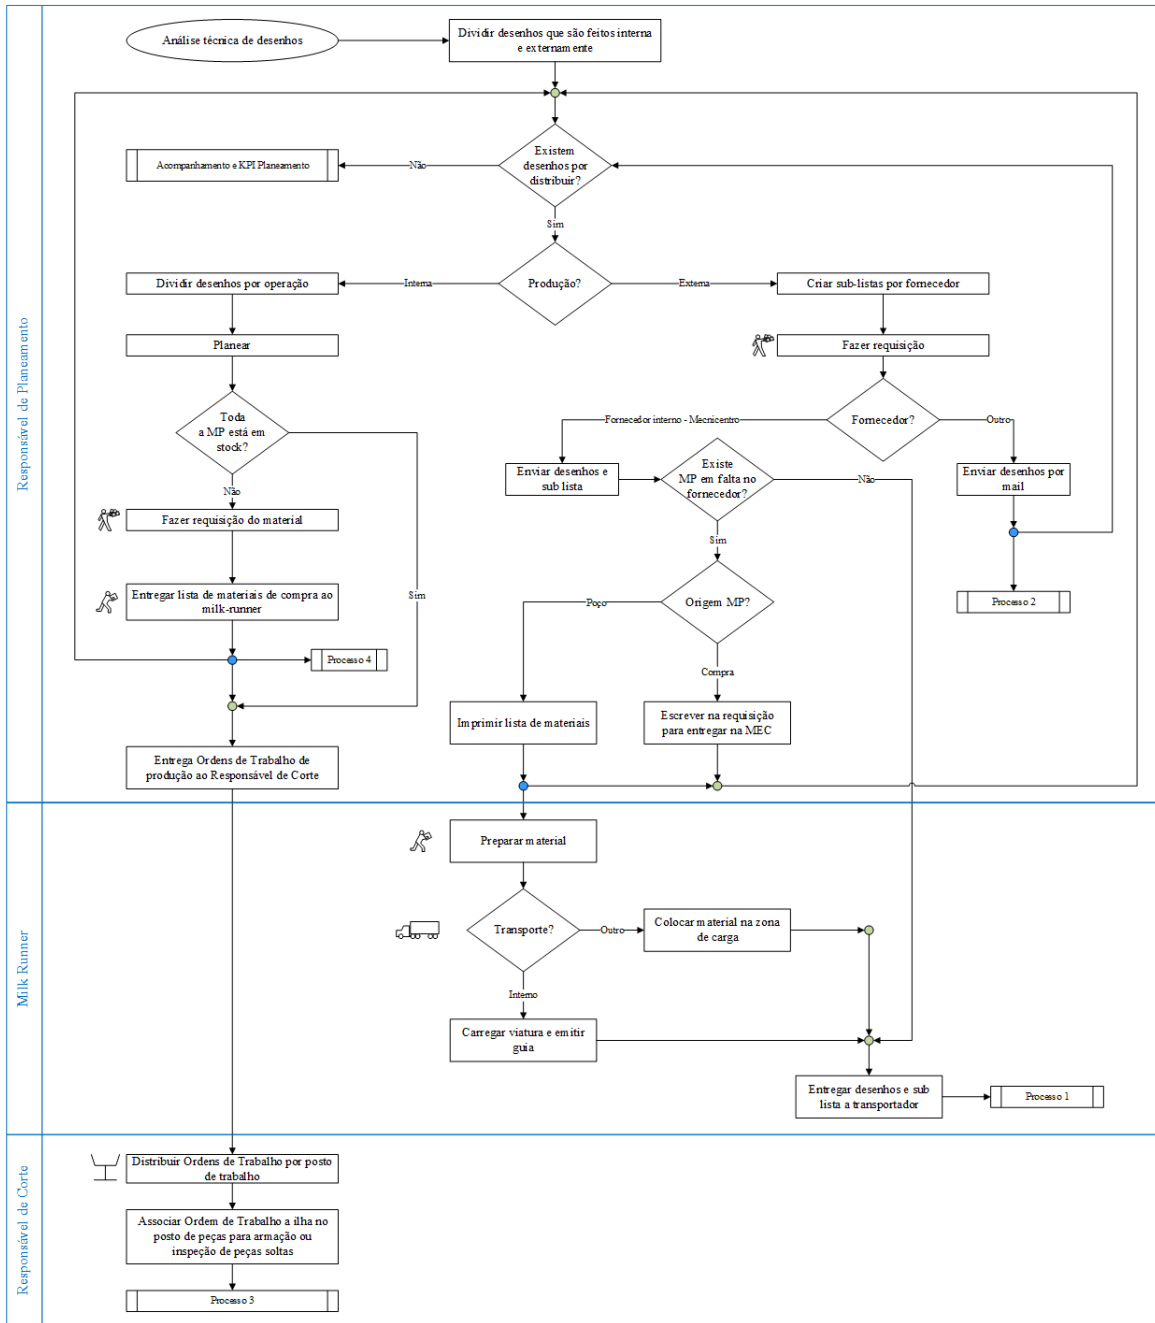 Responsável de Planeamento
Análise técnica de desenhos
Dividir desenhos que são feitos interna
e externamente
Existem
desenhos por
distribuir?
Não
Acompanhamento e KPI Planeamento
Sim
Produção?
Interna
Externa
Dividir desenhos por operação
Criar sub-listas por fornecedor
Planear
Fazer requisição
Toda
a MP está em
stock?
Fornecedor?
Fornecedor interno - Mecnicentro
Outro
Enviar desenhos e
sub lista
Existe
MP em falta no
fornecedor?
Não
Enviar desenhos por
mail
Não
Fazer requisição do material
Sim
Entregar lista de materiais de compra ao
milk-runner
Sim
Poço
Origem MP?
Processo 2
Processo 4
Compra
Imprimir lista de materiais
Escrever na requisição
para entregar na MEC
Entrega Ordens de Trabalho de
produção ao Responsável de Corte
Milk Runner
Preparar material
Transporte?
Outro
Colocar material na zona
de carga
Interno
Carregar viatura e emitir
guia
Entregar desenhos e sub
lista a transportador
Processo 1
Responsável de Corte
Distribuir Ordens de Trabalho por posto
de trabalho
Associar Ordem de Trabalho a ilha no
posto de peças para armação ou
inspeção de peças soltas
Processo 3